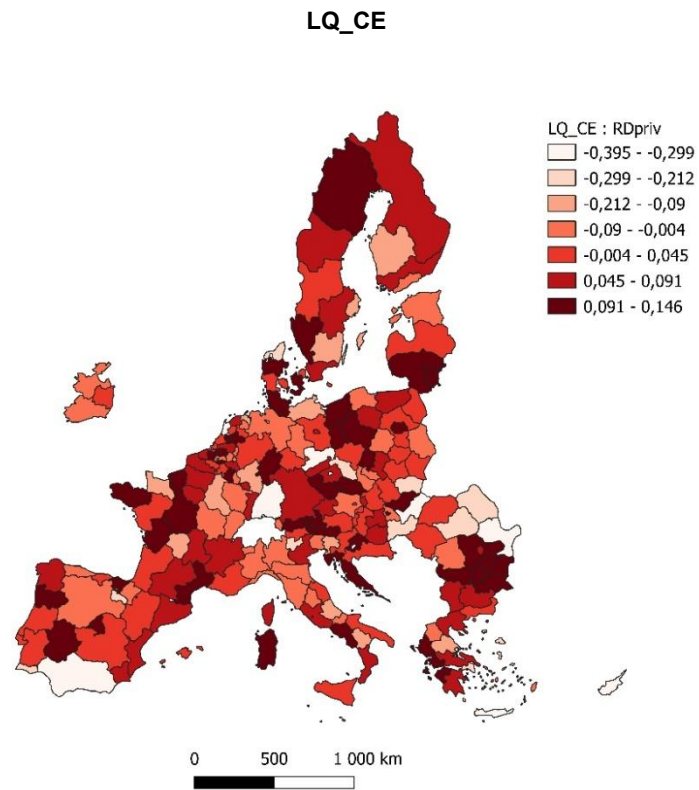 LQ_CE
LQ_CE : RDpriv
-0,395 - -0,299
-0,299 - -0,212
-0,212 - -0,09
-0,09 - -0,004
-0,004 - 0,045
0,045 - 0,091
0,091 - 0,146
0 500 1 000 km